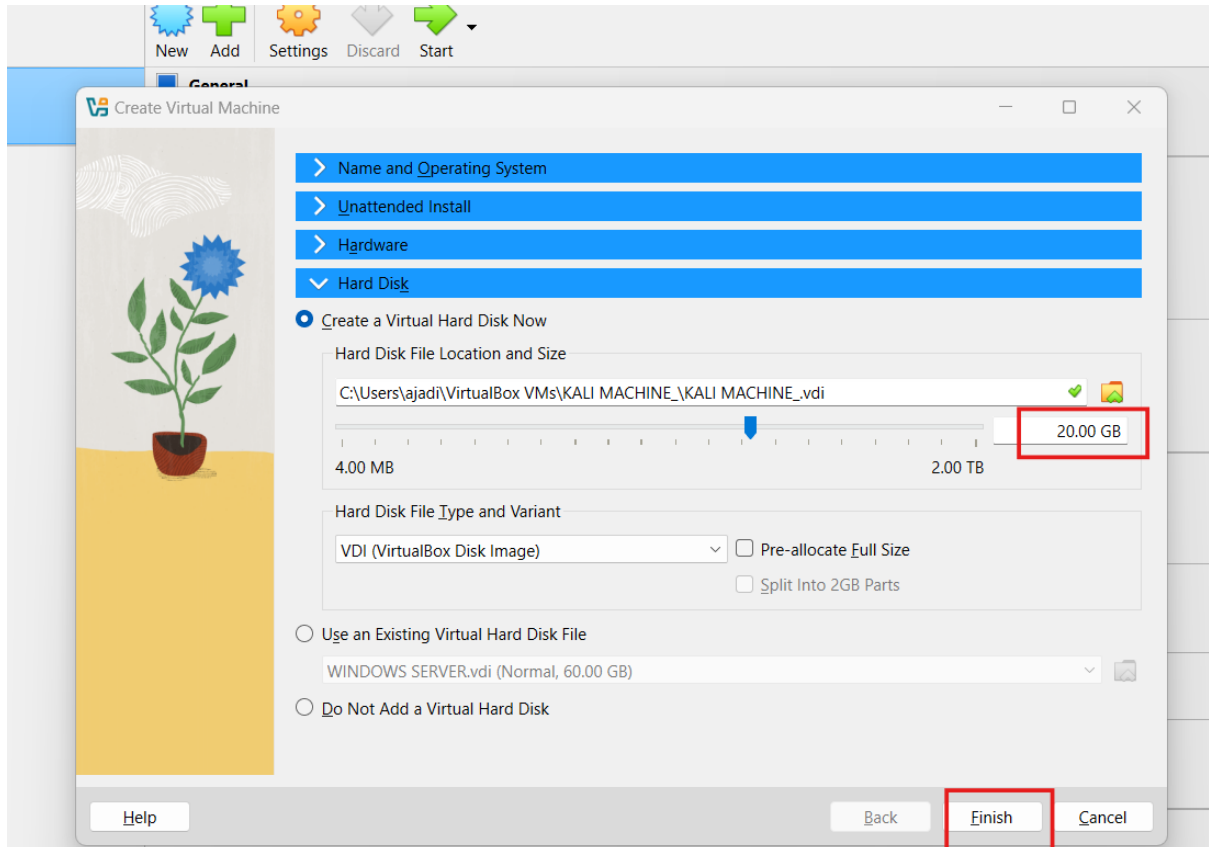 New Add Settings Discard Start
General
Create Virtual Machine
Name and Operating System
Unattended Install
Hardware
Hard Disk
Create a Virtual Hard Disk Now
Hard Disk File Location and Size
C:\Users\ajadi\VirtualBox VMs\KALI MACHINE_\KALI MACHINE_.vdi
20.00 GB
4.00 MB 2.00 TB
Hard Disk File Type and Variant
VDI (VirtualBox Disk Image) Pre-allocate Full Size
Split Into 2GB Parts
Use an Existing Virtual Hard Disk File
WINDOWS SERVER.vdi (Normal, 60.00 GB)
Do Not Add a Virtual Hard Disk
Help Back Finish Cancel